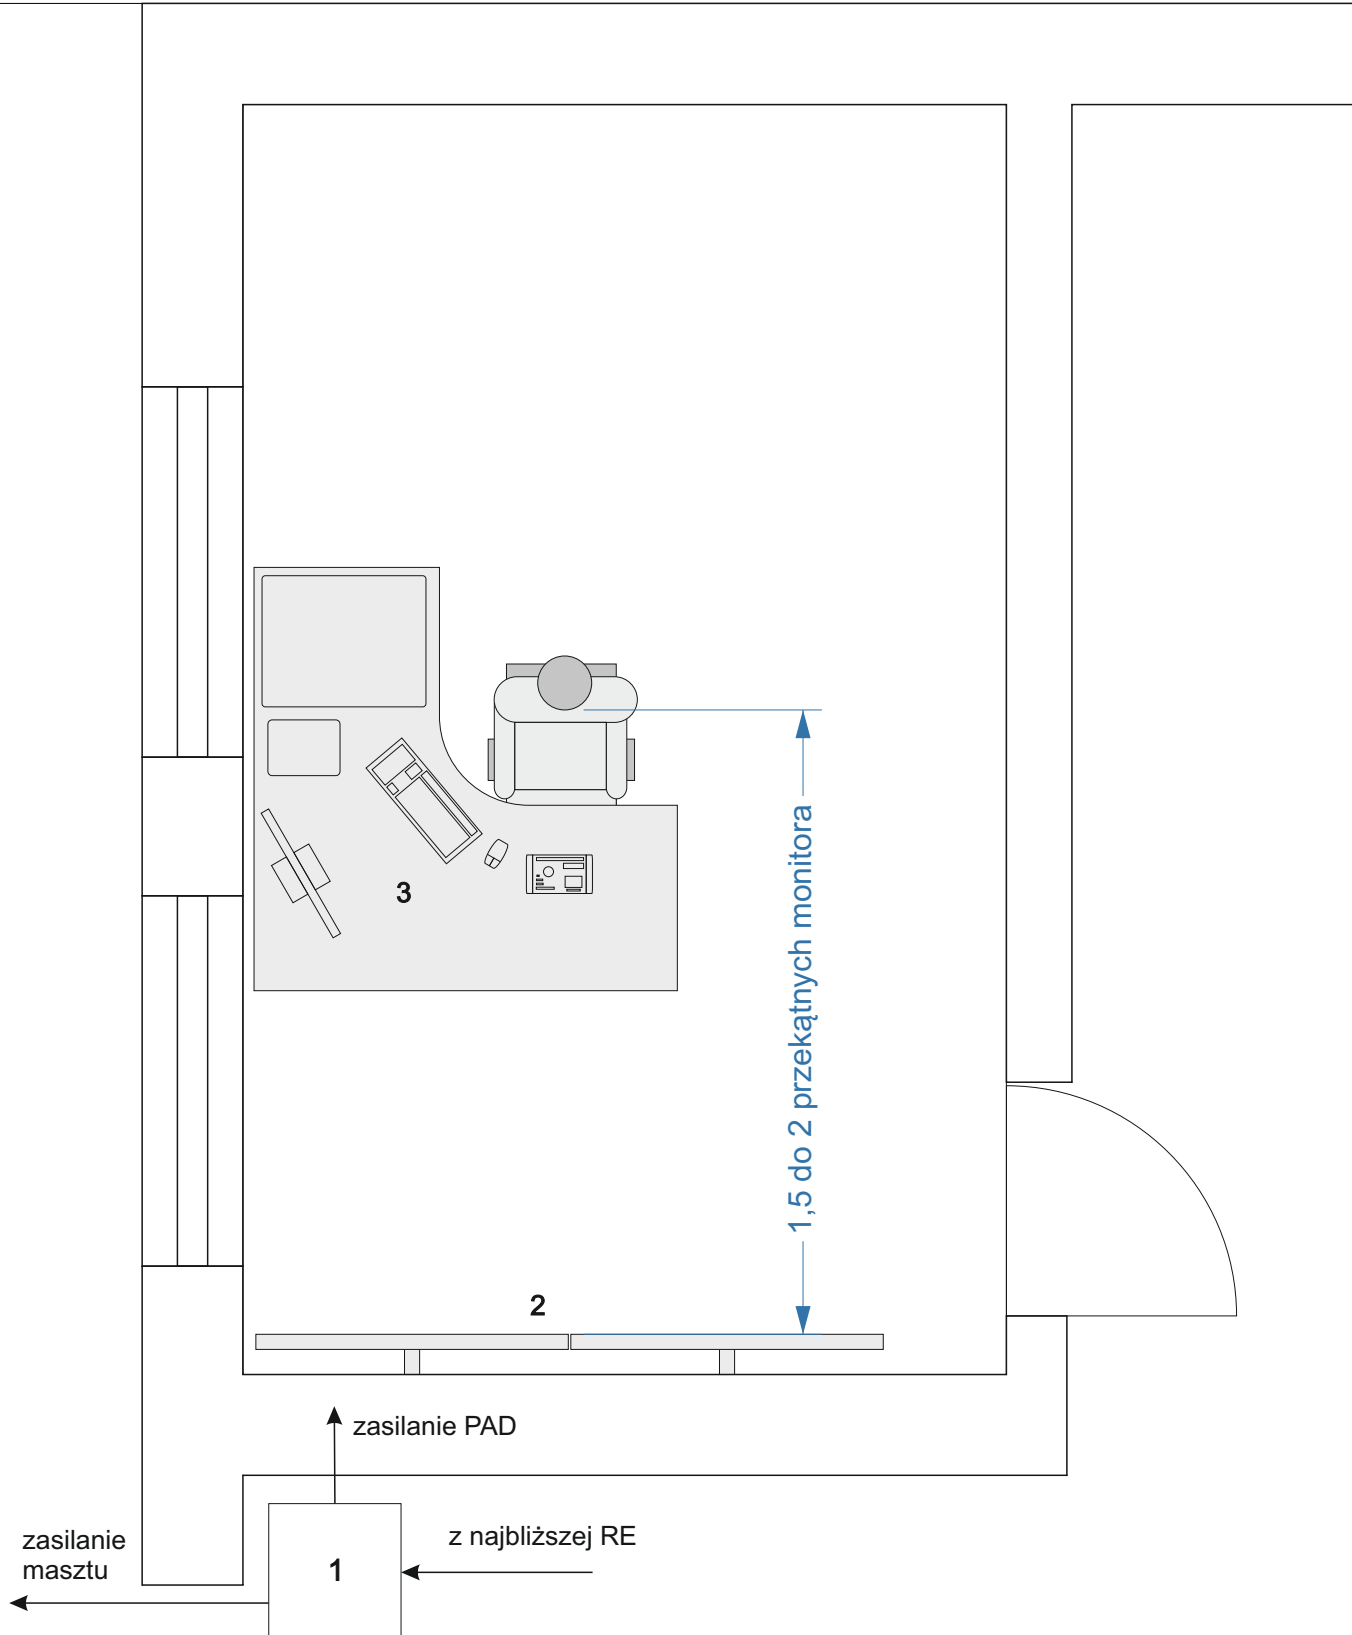 3
1,5 do 2 przekątnych monitora
2
zasilanie PAD
z najbliższej RE
zasilanie
masztu
1